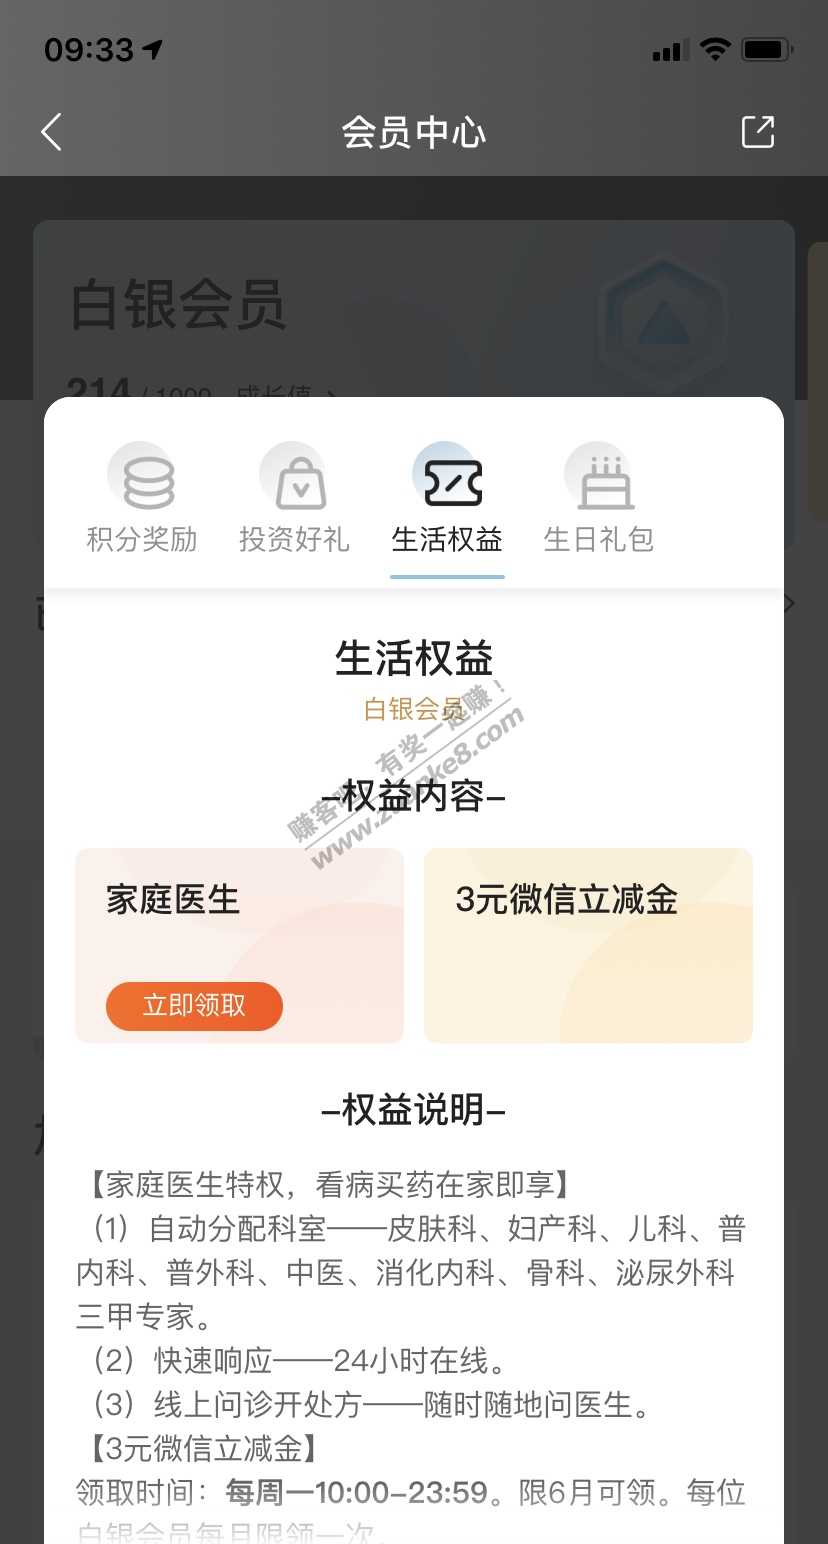 09:33
会员中心
白银会员
214 / 1000 成长值
积分奖励 投资好礼 生活权益 生日礼包
生活权益
白银会员
有奖一起赚!
www.zuanke8.com
–权益内容–
家庭医生 3元微信立减金
立即领取
–权益说明–
【家庭医生特权，看病买药在家即享】
（1）自动分配科室——皮肤科、妇产科、儿科、普
内科、普外科、中医、消化内科、骨科、泌尿外科
三甲专家。
（2）快速响应——24小时在线。
（3）线上问诊开处方——随时随地问医生。
【3元微信立减金】
领取时间：每周一10:00–23:59。限6月可领。每位
白银会员每月限领一次